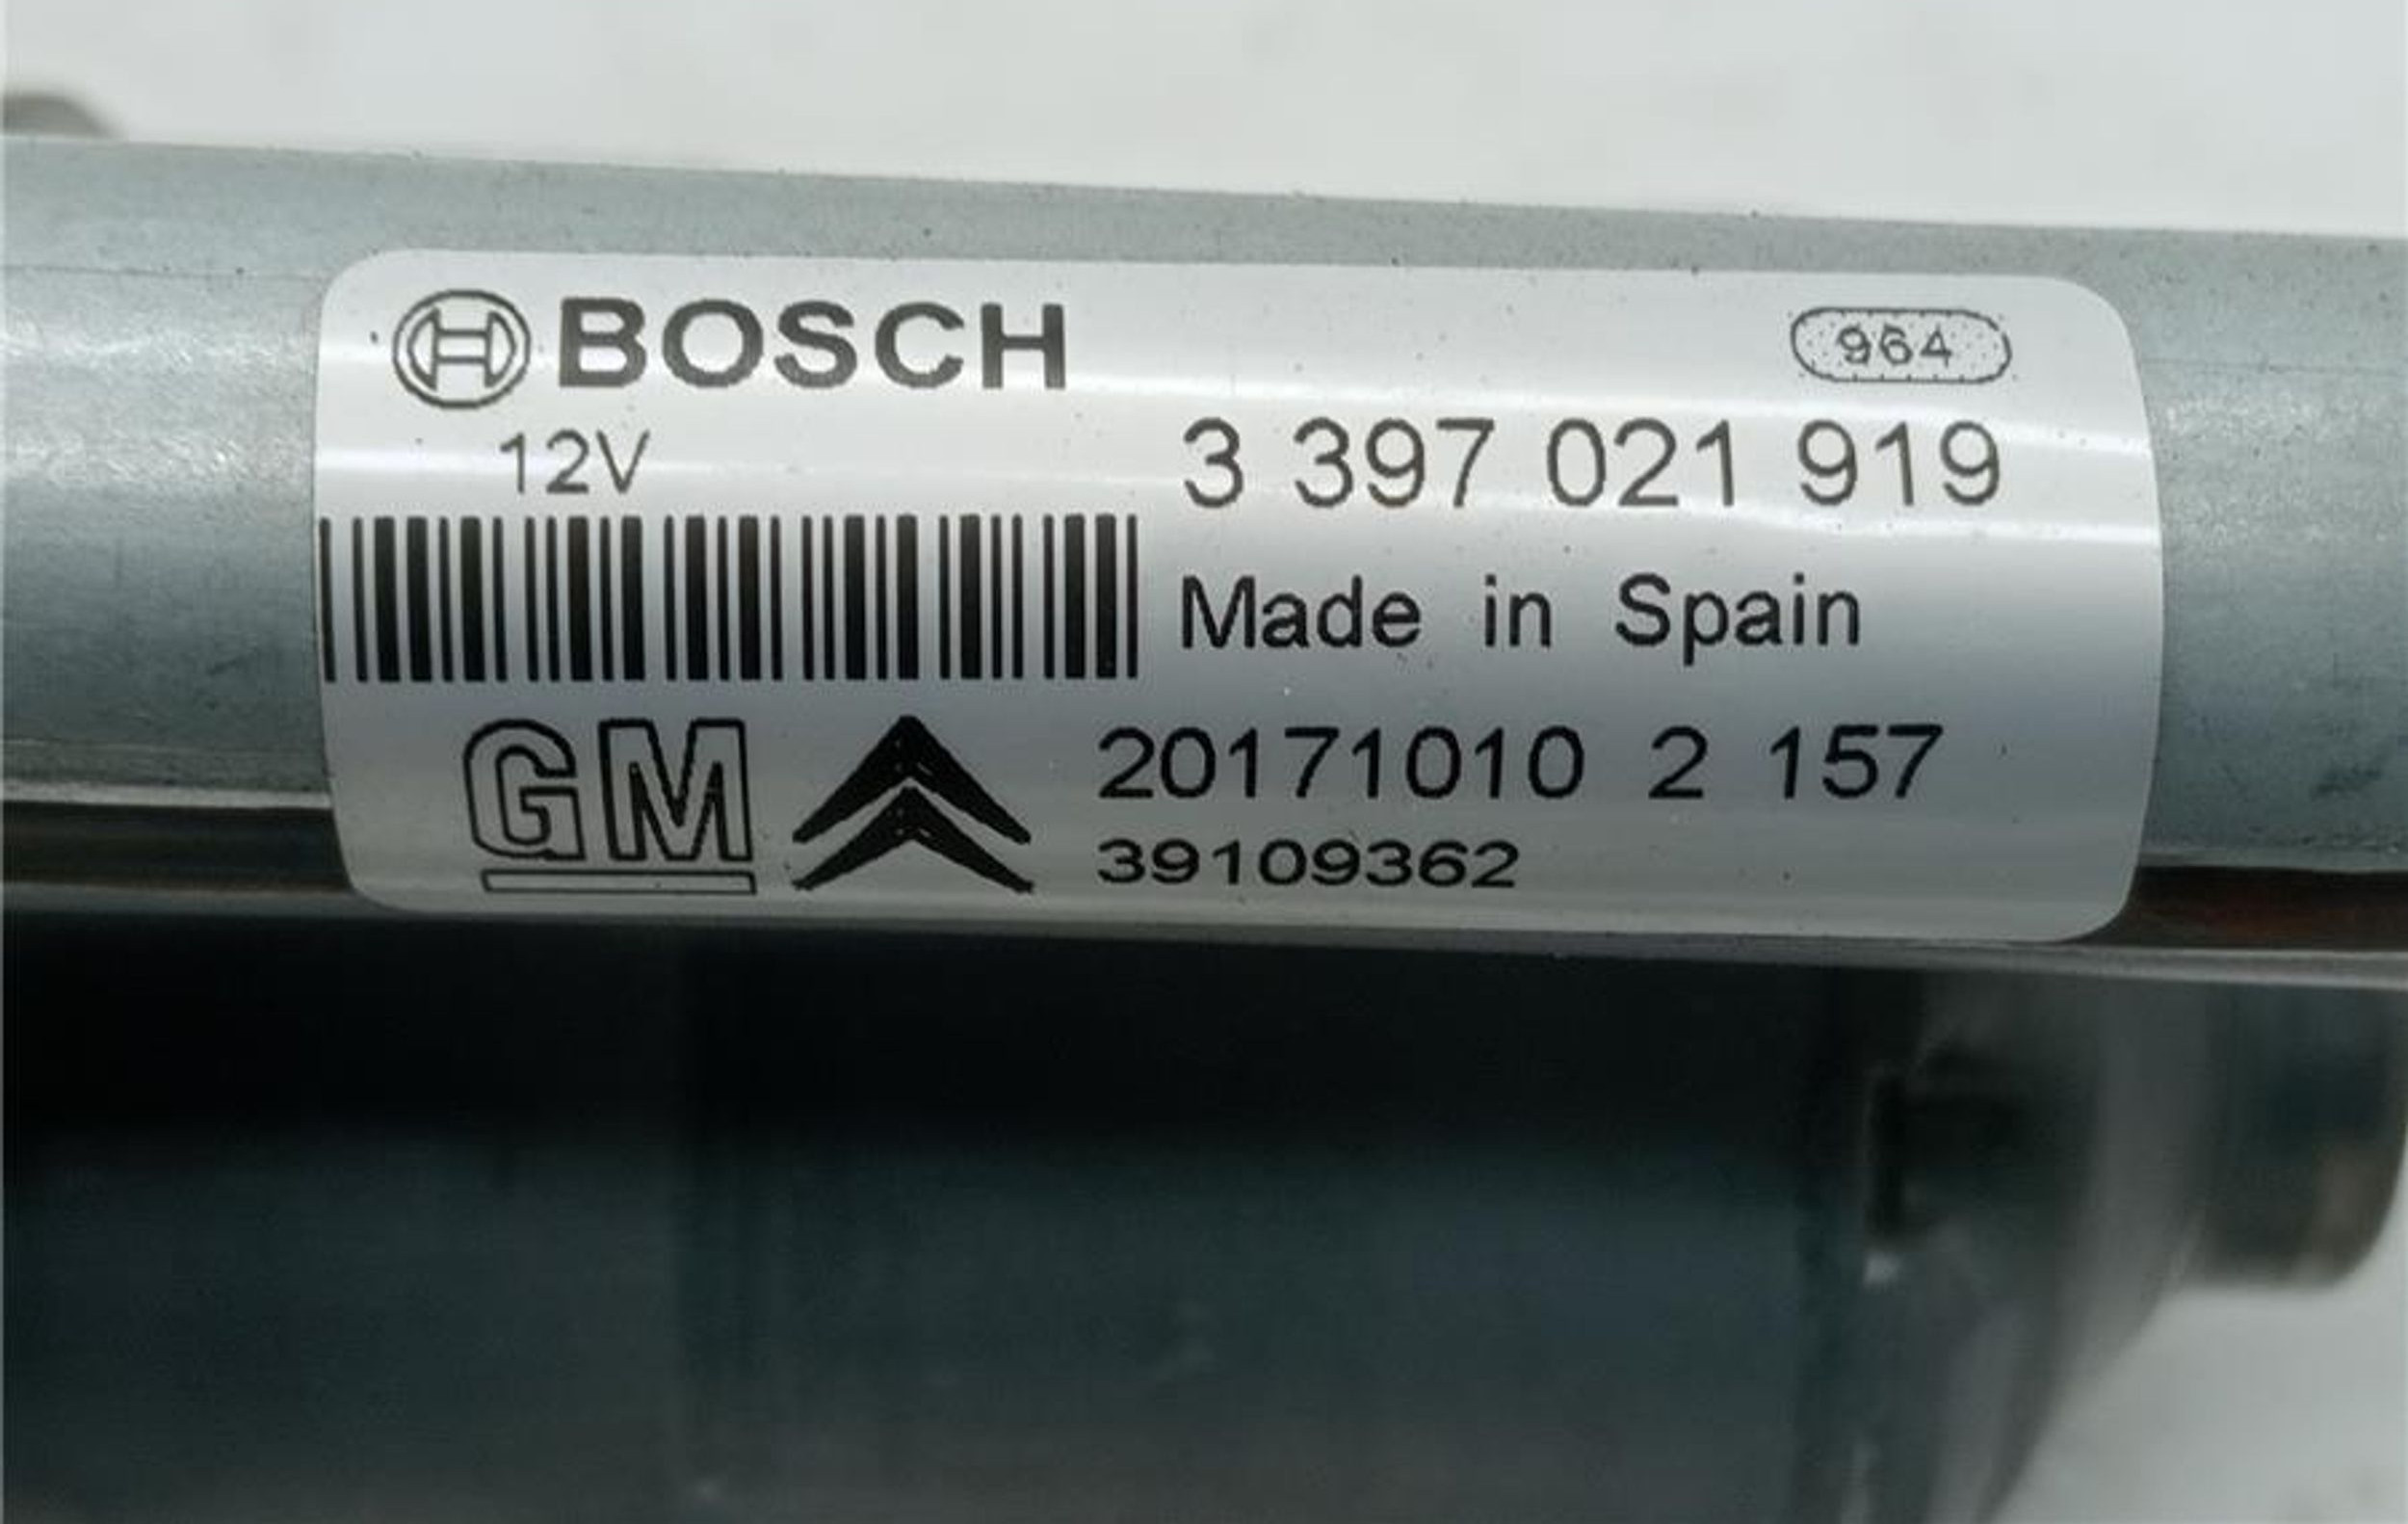 BOSCH
964
12V
3 397 021 919
Made in Spain
GM
20171010 2 157
39109362